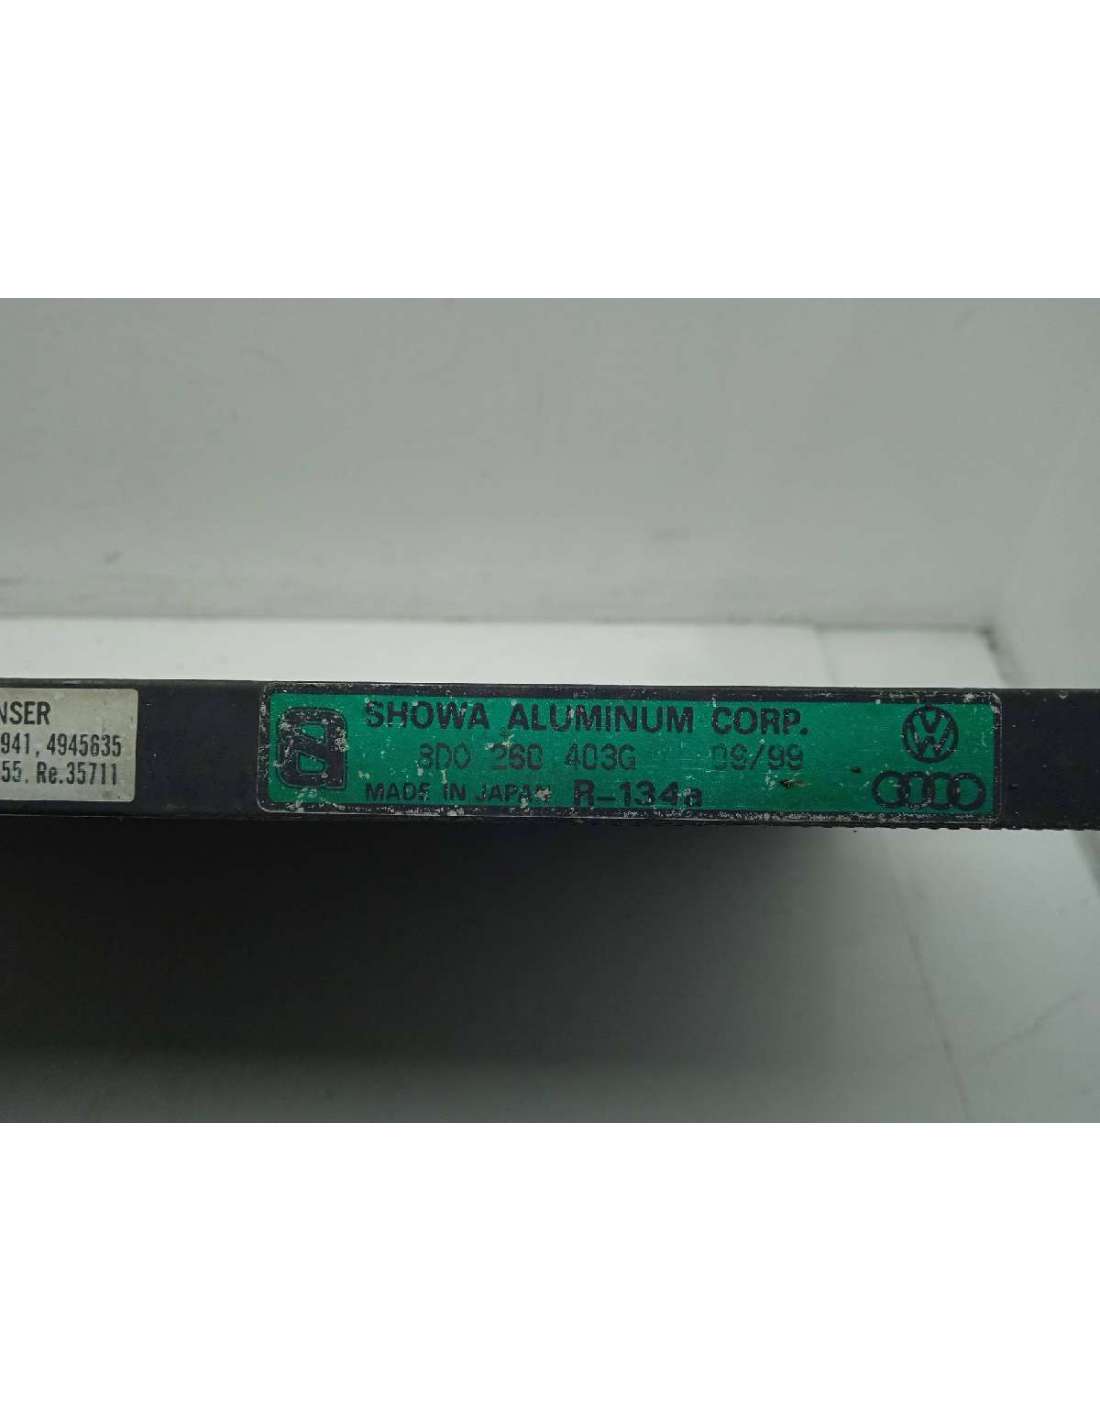 NSER
941, 4945635
55, Re.35711
SHOWA ALUMINUM CORP.
8D0 260 403G 09/99
MADE IN JAPAN R-134a